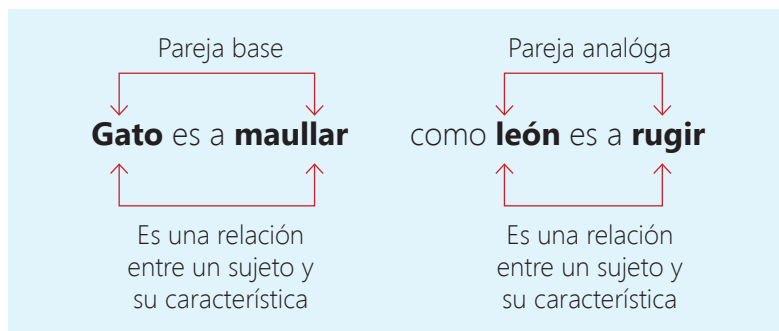 Pareja base
Pareja analóga
Gato es a maullar como león es a rugir
Es una relación
entre un sujeto y
su característica
Es una relación
entre un sujeto y
su característica